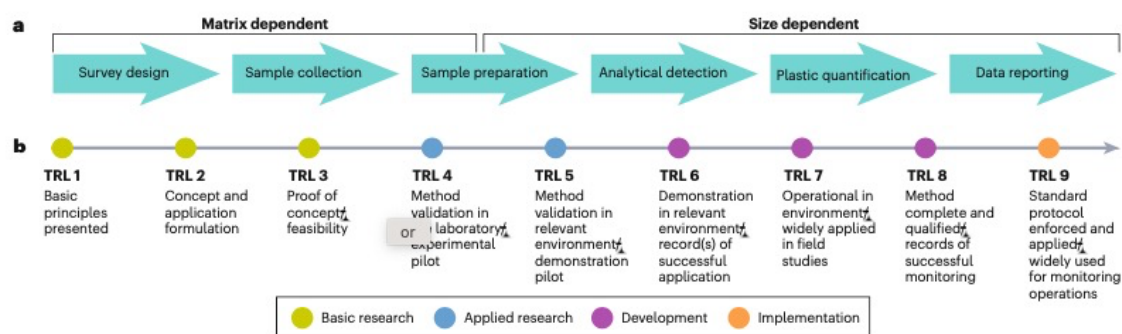 a
Matrix dependent
Size dependent
Survey design
Sample collection
Sample preparation
Analytical detection
Plastic quantification
Data reporting
b
TRL 1
Basic
principles
presented
TRL 2
Concept and
application
formulation
TRL 3
Proof of
concept/
feasibility
TRL 4
Method
validation in
laboratory/
experimental
pilot
or
TRL 5
Method
validation in
relevant
environment/
demonstration
pilot
TRL 6
Demonstration
in relevant
environment/
record(s) of
successful
application
TRL 7
Operational in
environment/
widely applied
in field
studies
TRL 8
Method
complete and
qualified/
records of
successful
monitoring
TRL 9
Standard
protocol
enforced and
applied/
widely used
for monitoring
operations
Basic research
Applied research
Development
Implementation